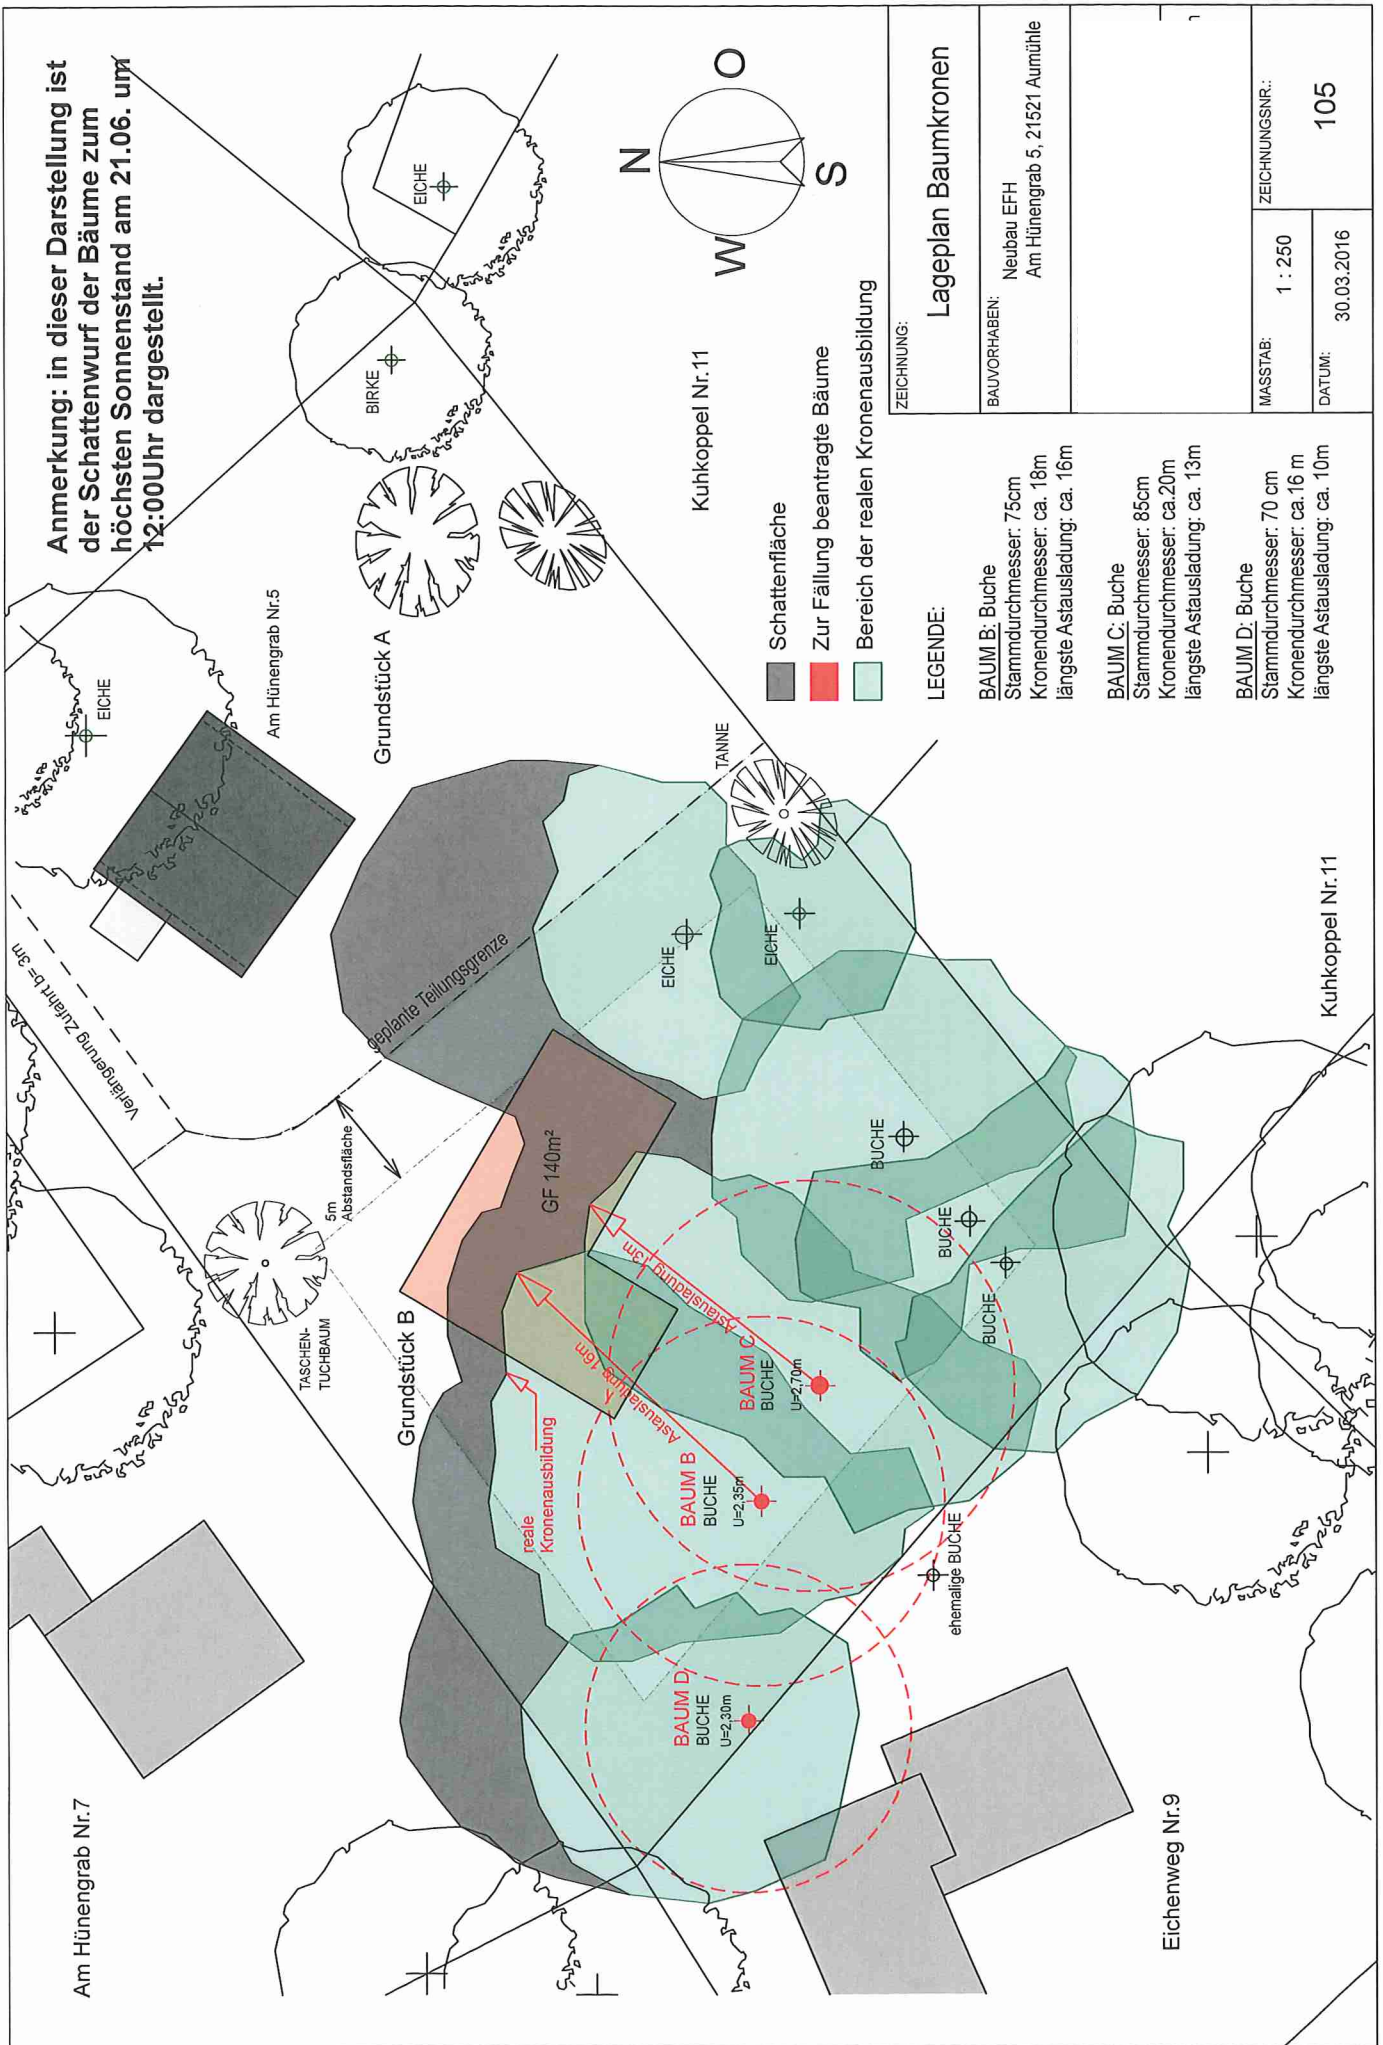 Anmerkung: in dieser Darstellung ist
der Schattenwurf der Bäume zum
höchsten Sonnenstand am 21.06. um
12:00Uhr dargestellt.
Am Hünengrab Nr.7
Verlängerung Zufahrt b= 3m
EICHE
Am Hünengrab Nr.5
Grundstück A
BIRKE
EICHE
N
W
O
S
TASCHEN-
TUCHBAUM
5m
Abstandsfläche
geplante Teilungsgrenze
Grundstück B
GF 140m²
reale
Kronenausbildung
Astausladung 16m
Astausladung 13m
EICHE
EICHE
TANNE
BAUM D
BUCHE
U=2,30m
BAUM B
BUCHE
U=2,35m
BAUM C
BUCHE
U=2,70m
BUCHE
BUCHE
BUCHE
ehemalige BUCHE
Kuhkoppel Nr.11
Kuhkoppel Nr.11
Eichenweg Nr.9
Schattenfläche
Zur Fällung beantragte Bäume
Bereich der realen Kronenausbildung
LEGENDE:
BAUM B: Buche
Stammdurchmesser: 75cm
Kronendurchmesser: ca. 18m
längste Astausladung: ca. 16m
BAUM C: Buche
Stammdurchmesser: 85cm
Kronendurchmesser: ca.20m
längste Astausladung: ca. 13m
BAUM D: Buche
Stammdurchmesser: 70 cm
Kronendurchmesser: ca.16 m
längste Astausladung: ca. 10m
ZEICHNUNG:
Lageplan Baumkronen
BAUVORHABEN:
Neubau EFH
Am Hünengrab 5, 21521 Aumühle
MASSTAB:
1 : 250
DATUM:
30.03.2016
ZEICHNUNGSNR.:
105